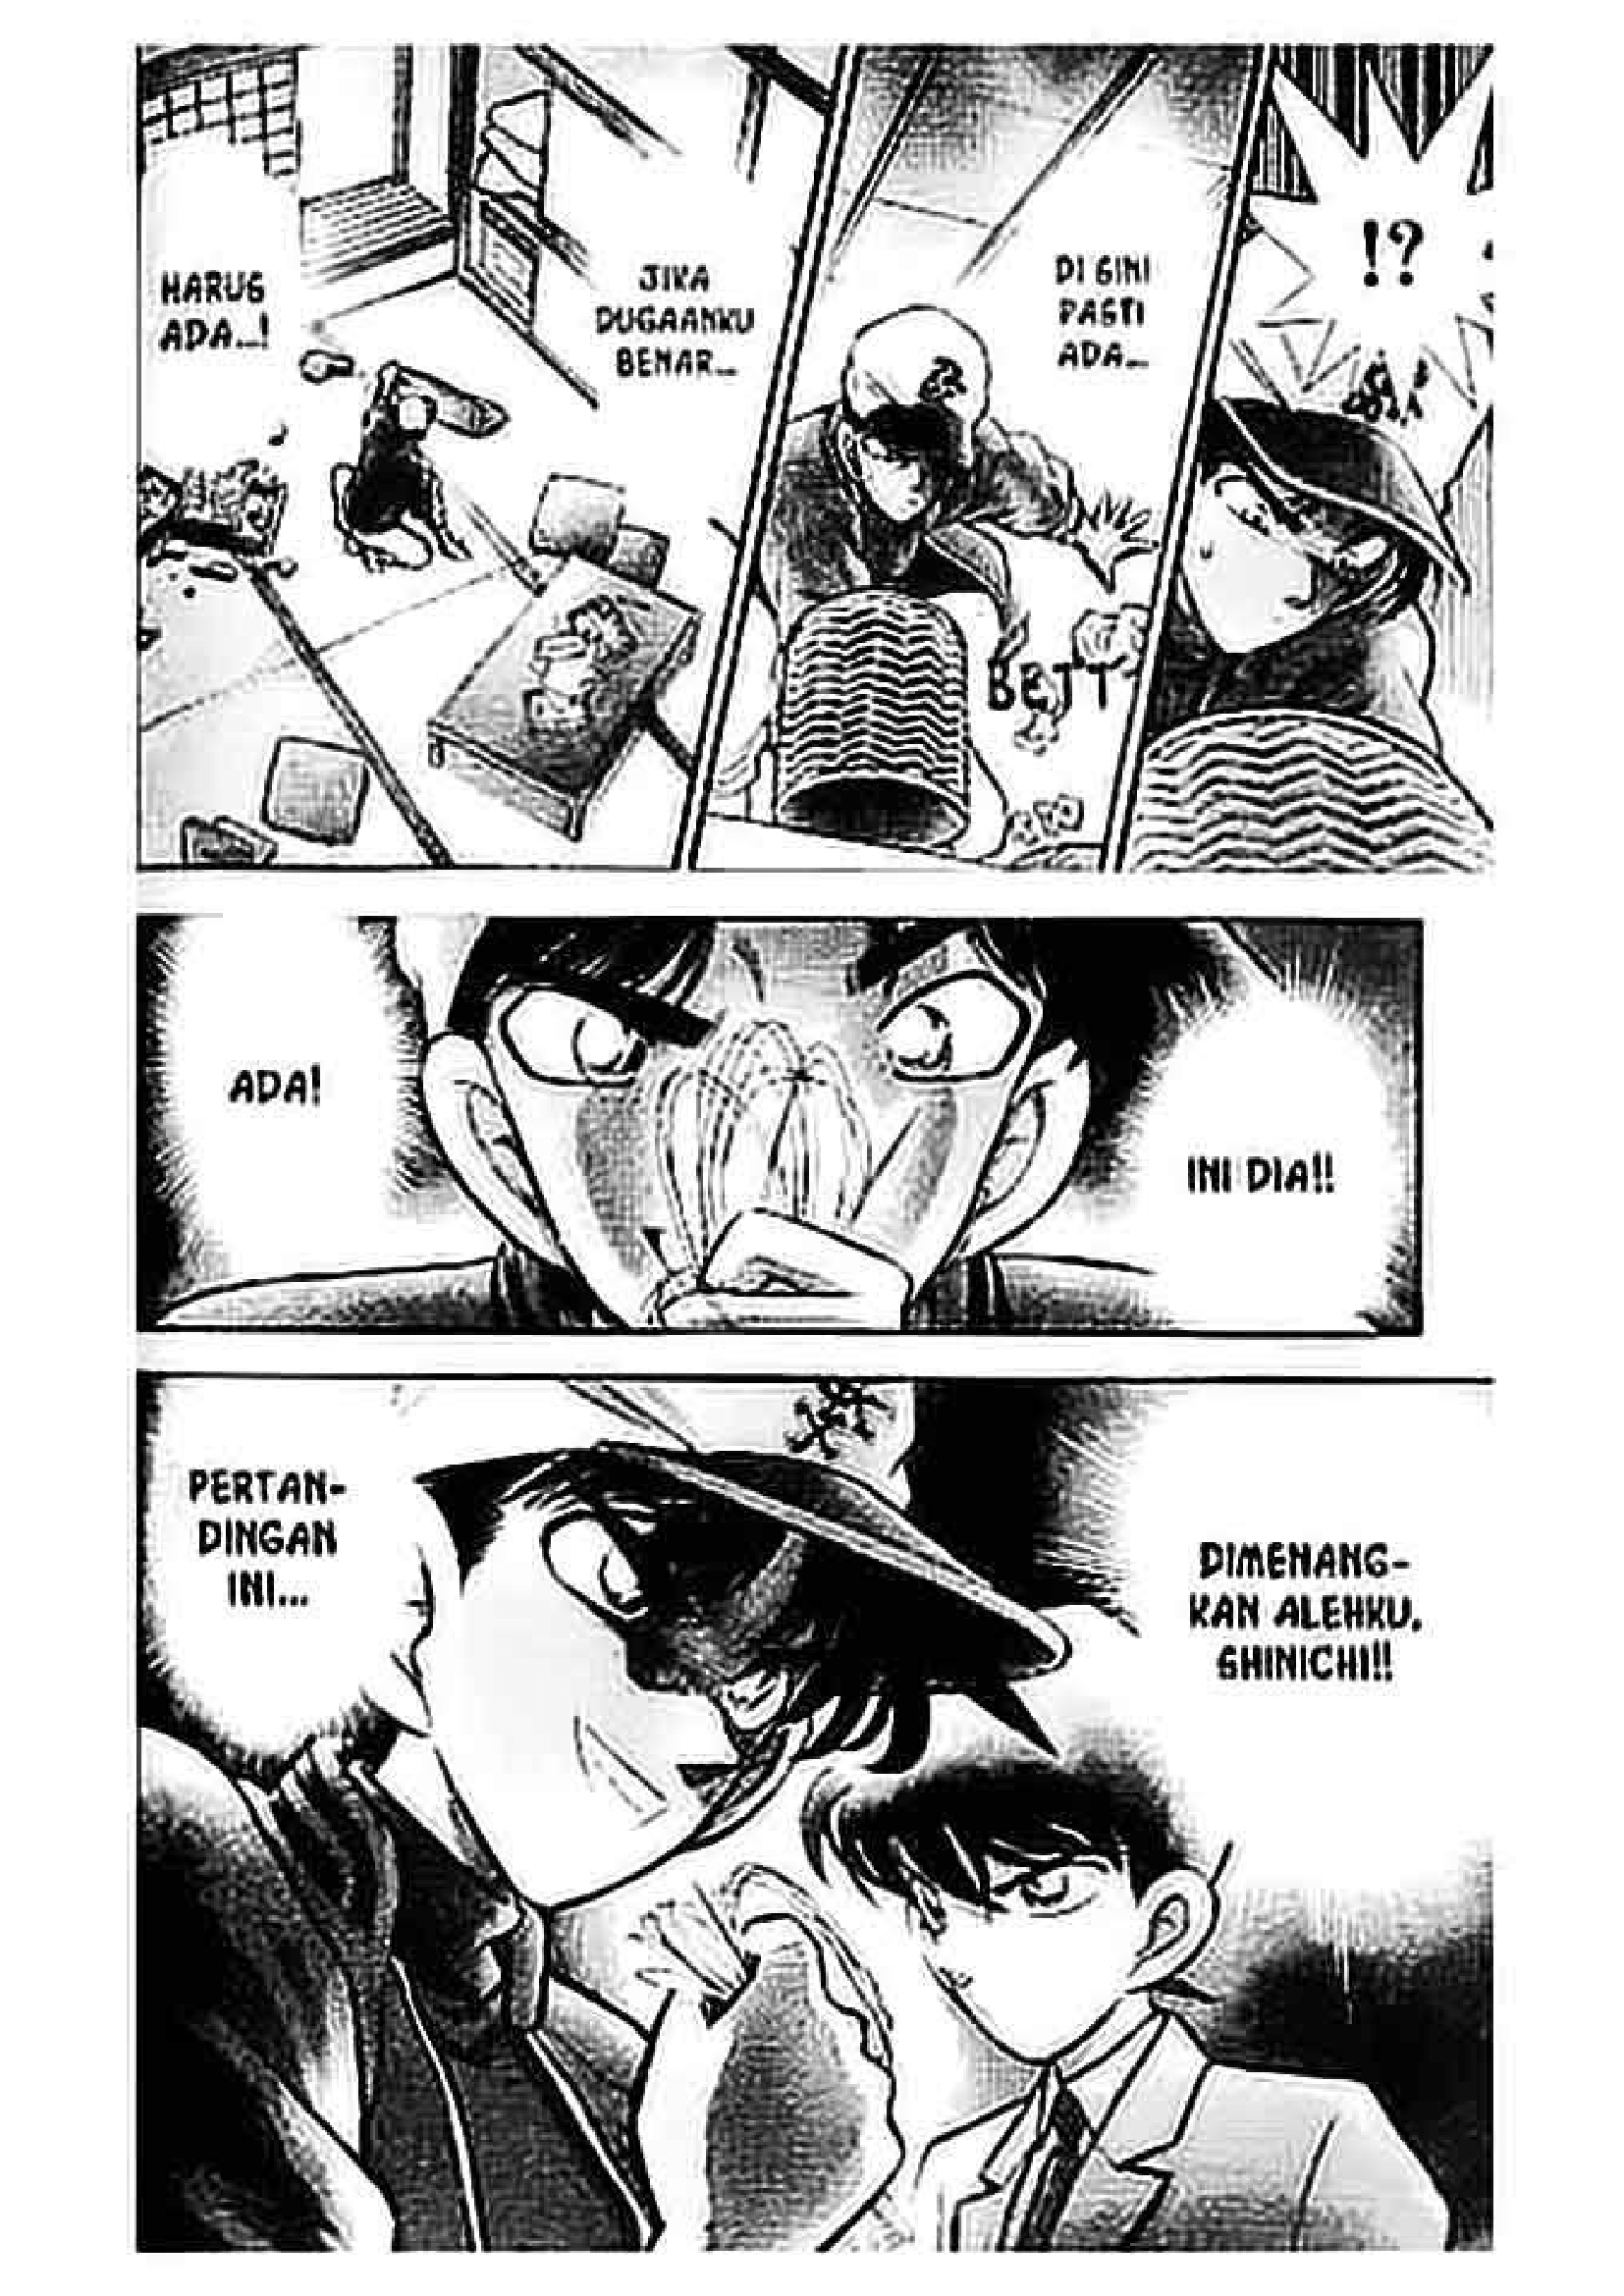 HARUS
ADA...!
JIKA
DUGAANKU
BENAR...
DI SINI
PASTI
ADA...
BETT
!?
ADA!
INI DIA!!
PERTAN-
DINGAN
INI...
DIMENANG-
KAN ALEHKU,
SHINICHI!!